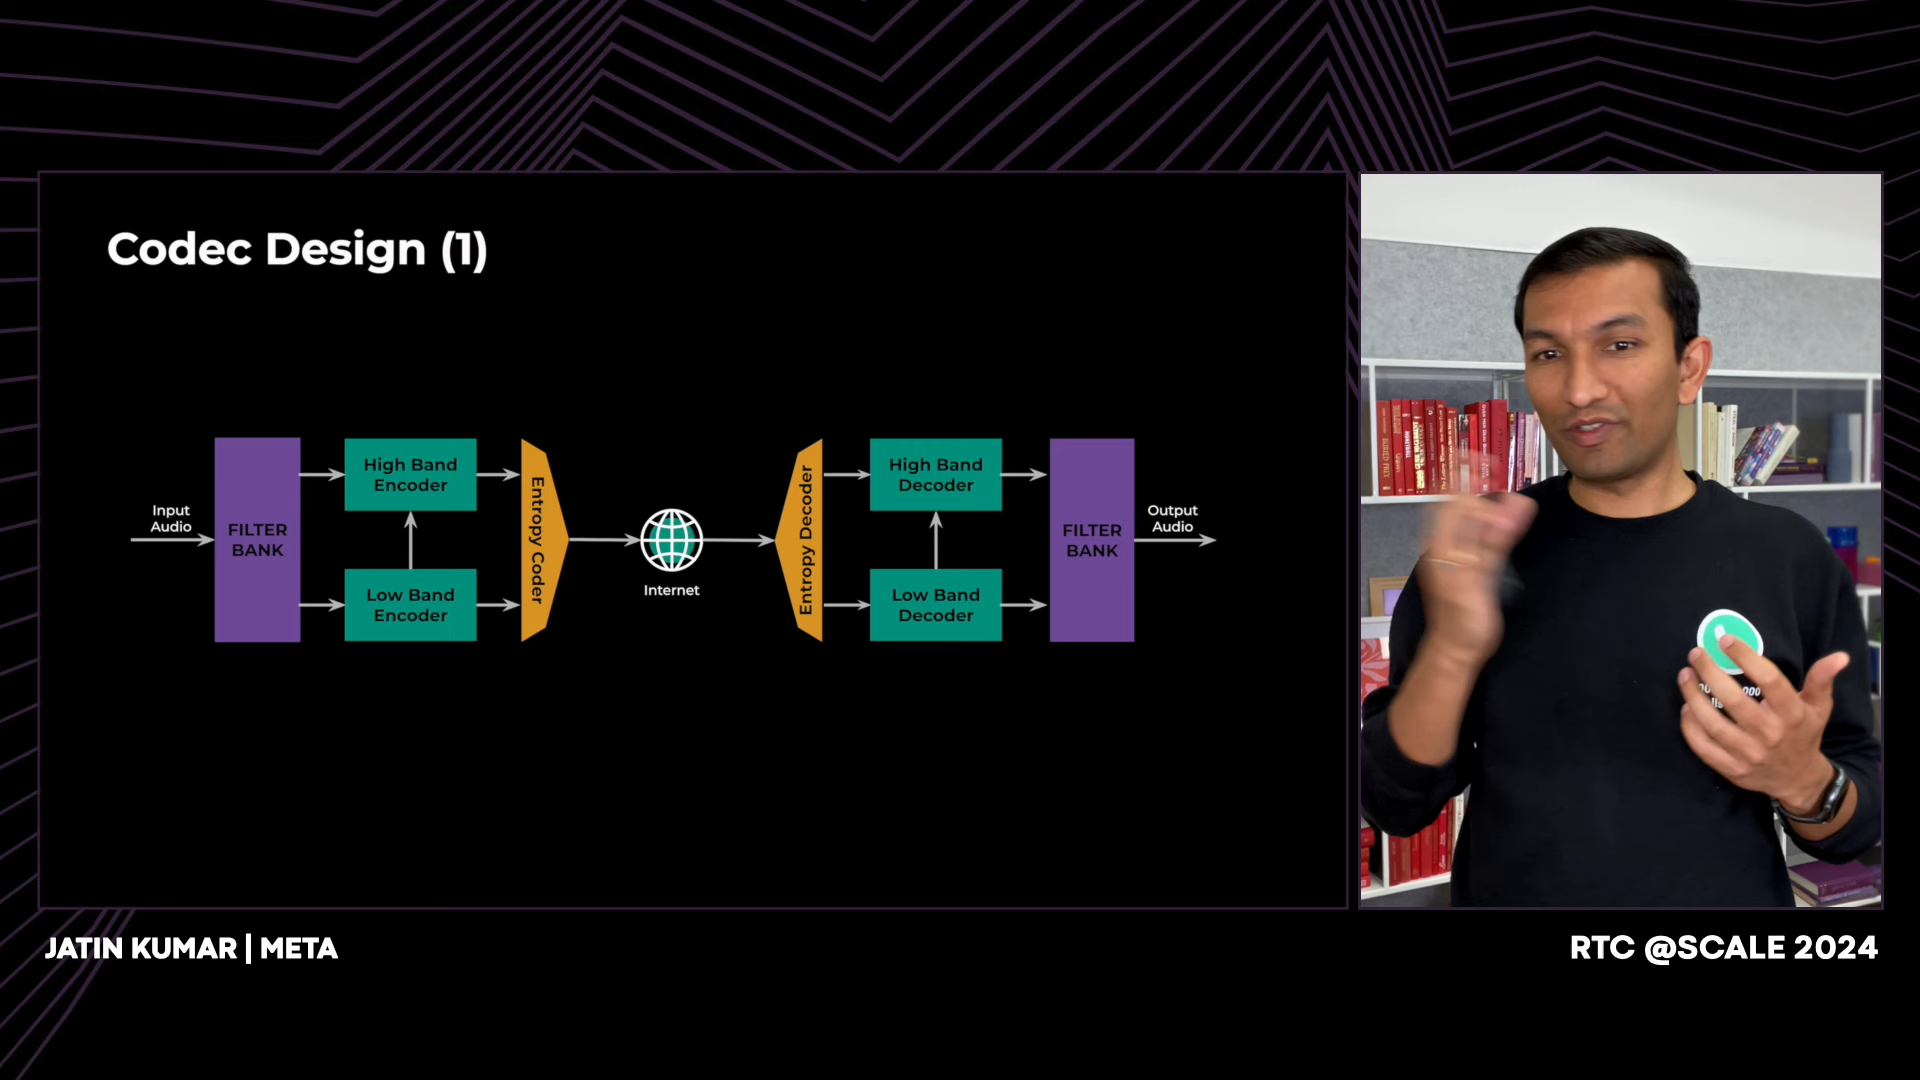 Codec Design (1)
Input
Audio
FILTER
BANK
High Band
Encoder
Low Band
Encoder
Entropy Coder
Internet
Entropy Decoder
High Band
Decoder
Low Band
Decoder
FILTER
BANK
Output
Audio
JATIN KUMAR | META
RTC @SCALE 2024